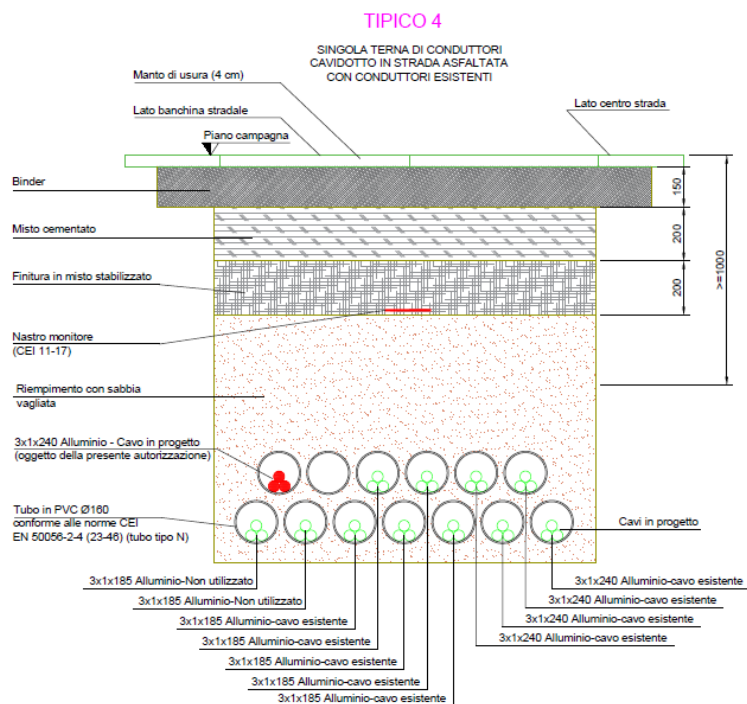 TIPICO 4
SINGOLA TERNA DI CONDUTTORI
CAVIDOTTO IN STRADA ASFALTATA
CON CONDUTTORI ESISTENTI
Manto di usura (4 cm)
Lato banchina stradale
Lato centro strada
Piano campagna
Binder
150
Misto cementato
200
Finitura in misto stabilizzato
200
>=1000
Nastro monitore
(CEI 11-17)
Riempimento con sabbia
vagliata
3x1x240 Alluminio - Cavo in progetto
(oggetto della presente autorizzazione)
Tubo in PVC Ø160
conforme alle norme CEI
EN 50056-2-4 (23-46) (tubo tipo N)
Cavi in progetto
3x1x185 Alluminio-Non utilizzato
3x1x240 Alluminio-cavo esistente
3x1x185 Alluminio-Non utilizzato
3x1x240 Alluminio-cavo esistente
3x1x185 Alluminio-cavo esistente
3x1x240 Alluminio-cavo esistente
3x1x185 Alluminio-cavo esistente
3x1x240 Alluminio-cavo esistente
3x1x185 Alluminio-cavo esistente
3x1x185 Alluminio-cavo esistente
3x1x185 Alluminio-cavo esistente